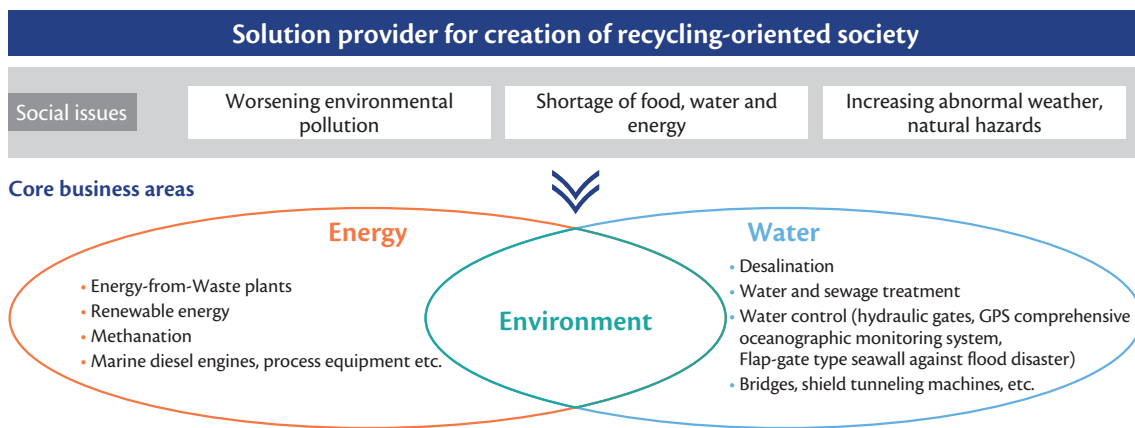 Solution provider for creation of recycling-oriented society
Social issues
Worsening environmental
pollution
Shortage of food, water and
energy
Increasing abnormal weather,
natural hazards
Core business areas
Energy
• Energy-from-Waste plants
• Renewable energy
• Methanation
• Marine diesel engines, process equipment etc.
Environment
Water
• Desalination
• Water and sewage treatment
• Water control (hydraulic gates, GPS comprehensive
oceanographic monitoring system,
Flap-gate type seawall against flood disaster)
• Bridges, shield tunneling machines, etc.